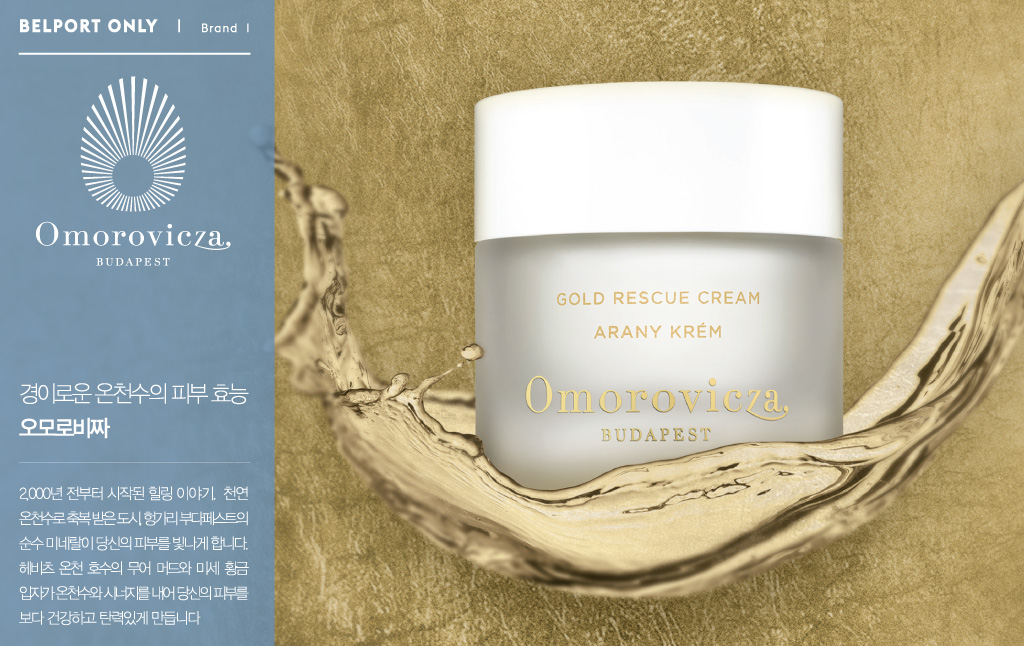 BELPORT ONLY | Brand I
Omorovicza
BUDAPEST
경이로운 온천수의 피부 효능
오모로비짜
2,000년 전부터 시작된 힐링 이야기, 천연
온천수로 축복 받은 도시, 헝가리 부다페스트의
순수 미네랄이 당신의 피부를 빛나게 합니다.
헤비츠 온천 호수의 무어 머드와 미세 황금
입자가 온천수와 시너지를 내어 당신의 피부를
보다 건강하고 탄력있게 만듭니다
GOLD RESCUE CREAM
ARANY KRÉM
Omorovicza
BUDAPEST